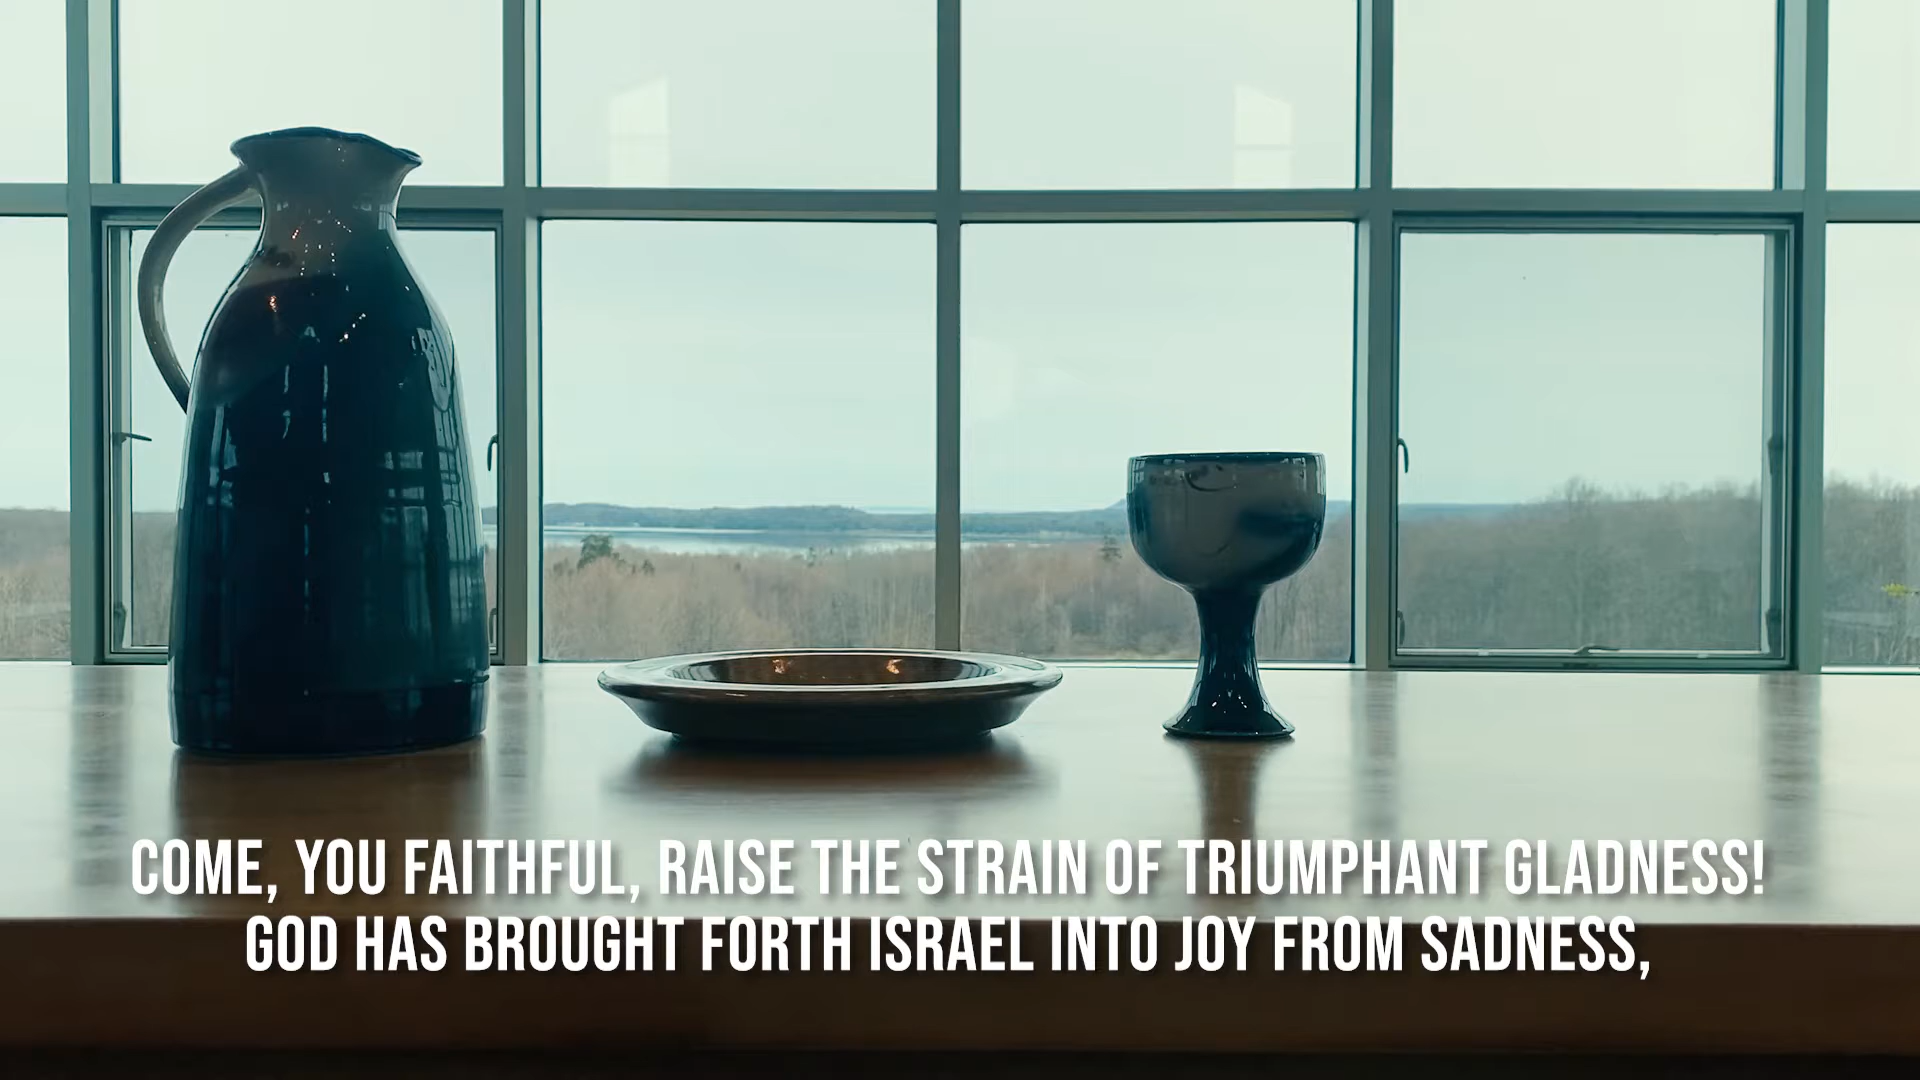 COME, YOU FAITHFUL, RAISE THE STRAIN OF TRIUMPHANT GLADNESS!
GOD HAS BROUGHT FORTH ISRAEL INTO JOY FROM SADNESS,